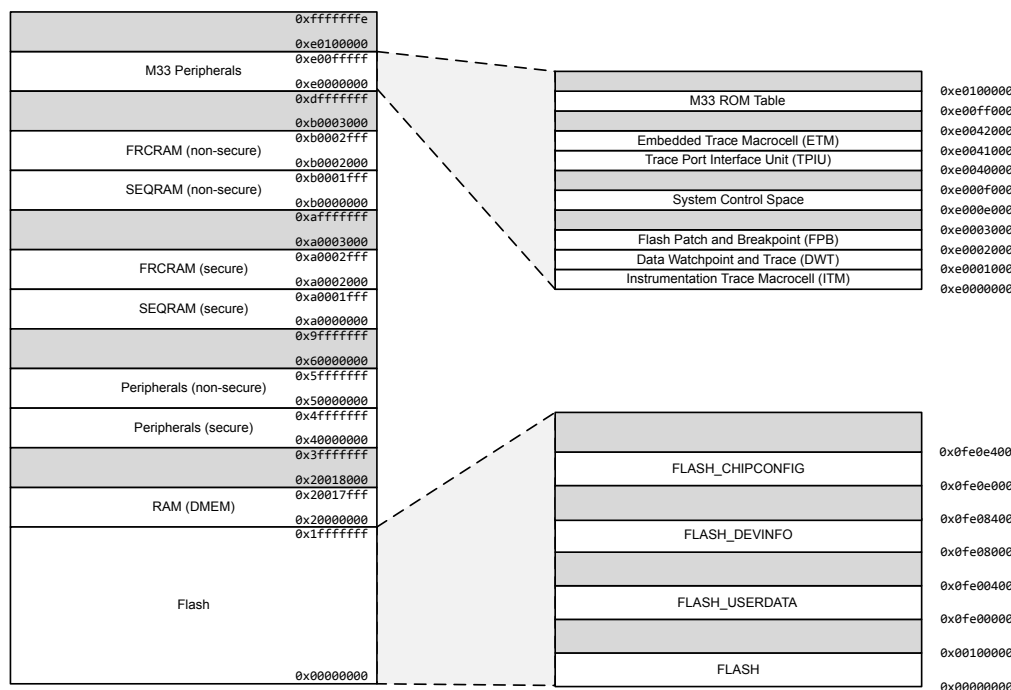 0xfffffffe
0xe0100000
0xe00fffff
M33 Peripherals
0xe0000000
0xdfffffff
0xb0003000
0xb0002fff
FRCRAM (non-secure)
0xb0002000
0xb0001fff
SEQRAM (non-secure)
0xb0000000
0xafffffff
0xa0003000
0xa0002fff
FRCRAM (secure)
0xa0002000
0xa0001fff
SEQRAM (secure)
0xa0000000
0x9fffffff
0x60000000
0x5fffffff
Peripherals (non-secure)
0x50000000
0x4fffffff
Peripherals (secure)
0x40000000
0x3fffffff
0x20018000
0x20017fff
RAM (DMEM)
0x20000000
0x1fffffff
Flash
0x00000000
0xe0100000
M33 ROM Table
0xe00ff000
0xe0042000
Embedded Trace Macrocell (ETM)
0xe0041000
Trace Port Interface Unit (TPIU)
0xe0040000
0xe000f000
System Control Space
0xe000e000
0xe0003000
Flash Patch and Breakpoint (FPB)
0xe0002000
Data Watchpoint and Trace (DWT)
0xe0001000
Instrumentation Trace Macrocell (ITM)
0xe0000000
0x0fe0e400
FLASH_CHIPCONFIG
0x0fe0e000
0x0fe08400
FLASH_DEVINFO
0x0fe08000
0x0fe00400
FLASH_USERDATA
0x0fe00000
0x00100000
FLASH
0x00000000